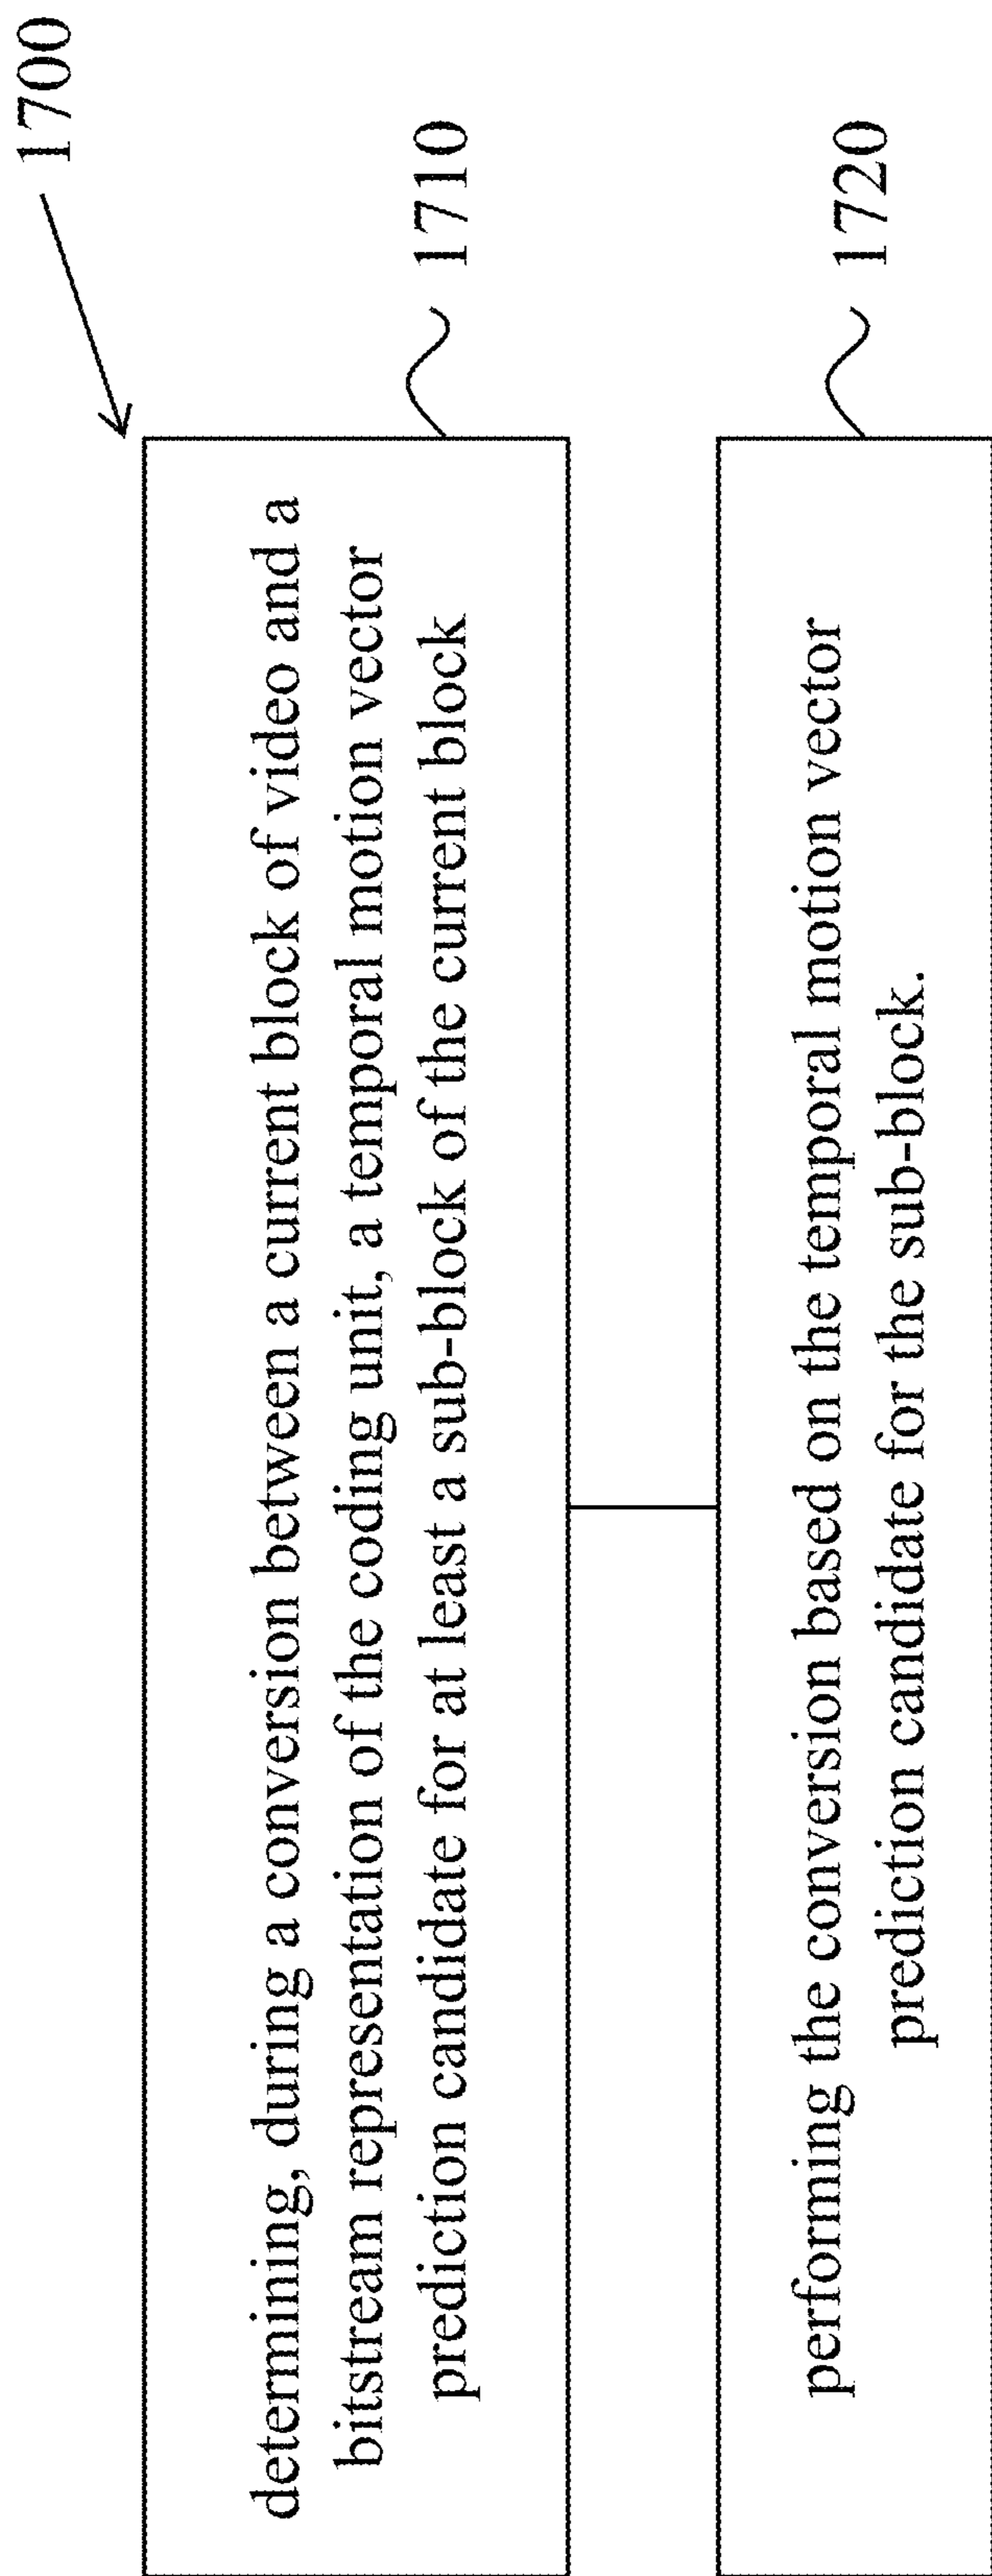 1700
determining, during a conversion between a current block of video and a
bitstream representation of the coding unit, a temporal motion vector
prediction candidate for at least a sub-block of the current block
1710
performing the conversion based on the temporal motion vector
prediction candidate for the sub-block.
1720